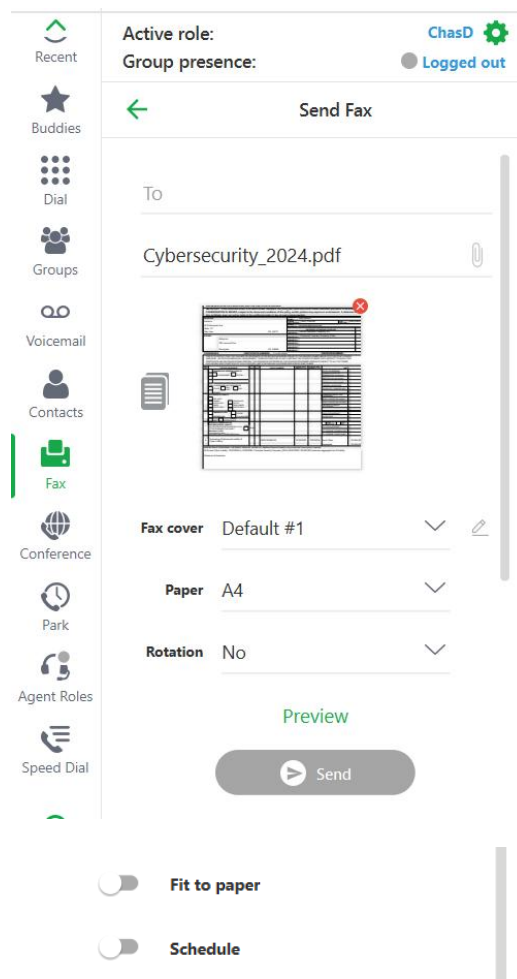 Active role: ChasD
Group presence: Logged out
Recent
Buddies
Dial
Groups
Voicemail
Contacts
Fax
Conference
Park
Agent Roles
Speed Dial
Send Fax
To
Cybersecurity_2024.pdf
Fax cover Default #1
Paper A4
Rotation No
Preview
Send
Fit to paper
Schedule